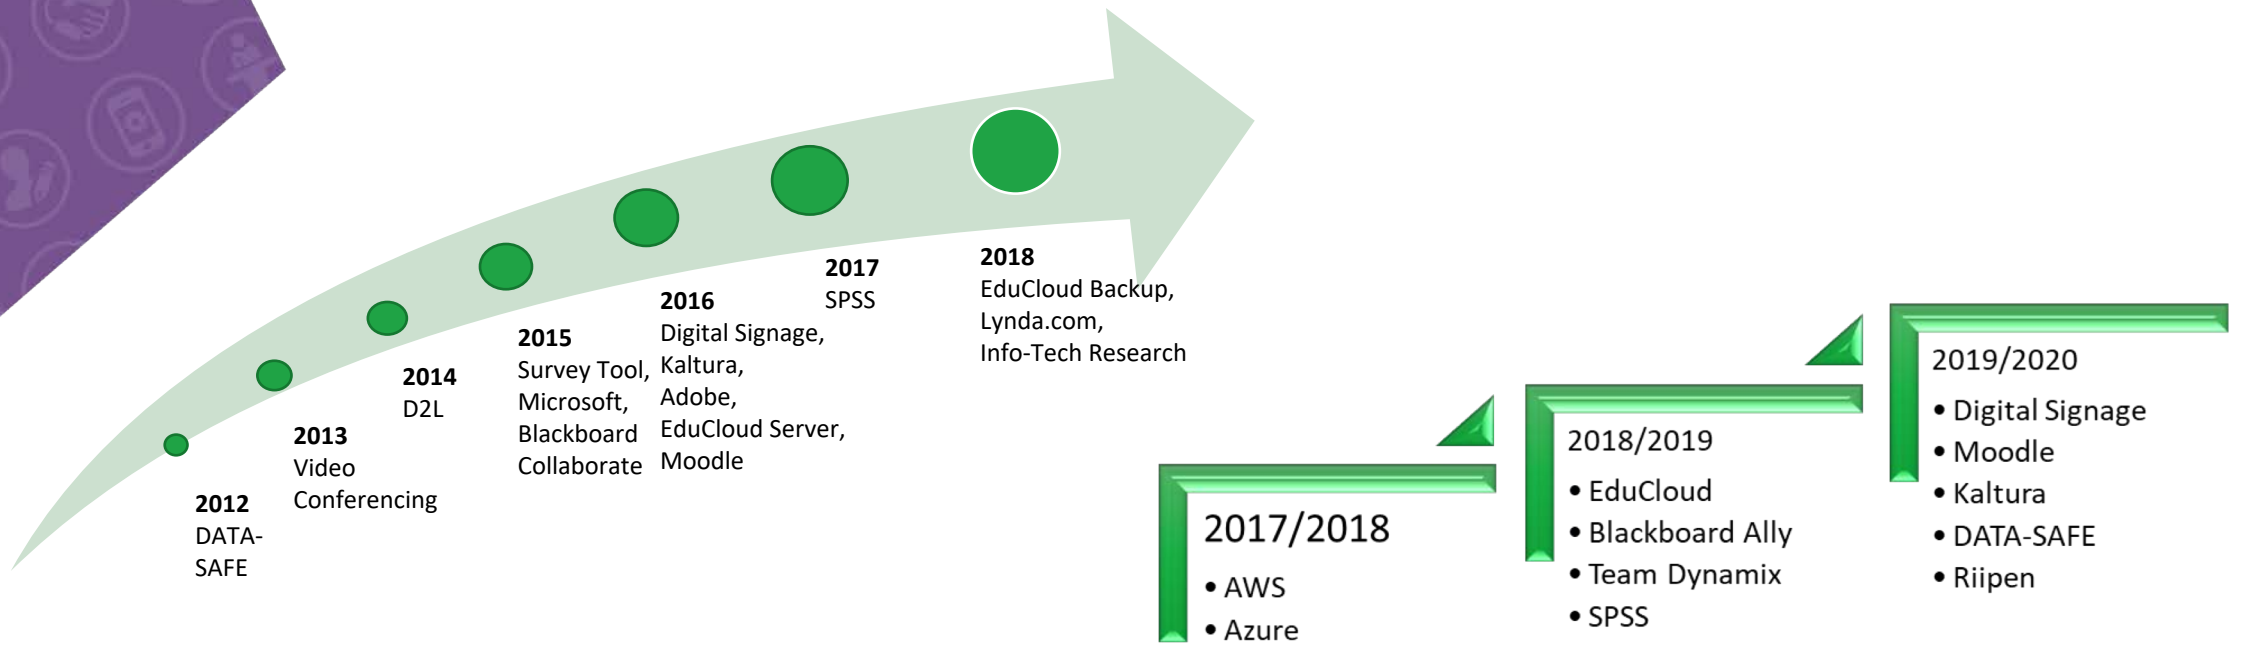 2012
DATA-
SAFE
2013
Video
Conferencing
2014
D2L
2015
Survey Tool,
Microsoft,
Blackboard
Collaborate
2016
Digital Signage,
Kaltura,
Adobe,
EduCloud Server,
Moodle
2017
SPSS
2018
EduCloud Backup,
Lynda.com,
Info-Tech Research
2017/2018
• AWS
• Azure
2018/2019
• EduCloud
• Blackboard Ally
• Team Dynamix
• SPSS
2019/2020
• Digital Signage
• Moodle
• Kaltura
• DATA-SAFE
• Riipen